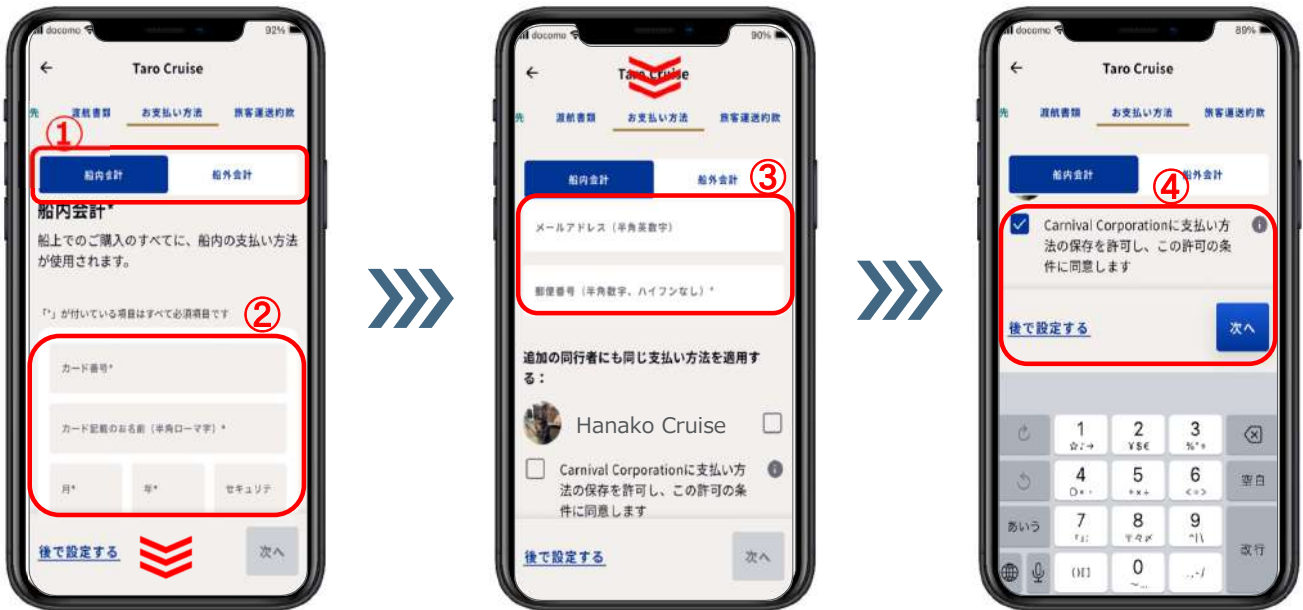 docomo 92%
← Taro Cruise
先 渡航書類 お支払い方法 旅客運送約款
①
船内会計 船外会計
船内会計*
船上でのご購入のすべてに、船内の支払い方法
が使用されます。
「*」が付いている項目はすべて必須項目です
②
カード番号*
カード記載のお名前（半角ローマ字）*
月* 年* セキュリテ
後で設定する 次へ
docomo 90%
← Taro Cruise
先 渡航書類 お支払い方法 旅客運送約款
船内会計 船外会計
③
メールアドレス（半角英数字）
郵便番号（半角数字、ハイフンなし）*
追加の同行者にも同じ支払い方法を適用す
る：
Hanako Cruise
Carnival Corporationに支払い方
法の保存を許可し、この許可の条
件に同意します
後で設定する 次へ
docomo 89%
← Taro Cruise
先 渡航書類 お支払い方法 旅客運送約款
船内会計 船外会計
④
Carnival Corporationに支払い方
法の保存を許可し、この許可の条
件に同意します
後で設定する 次へ
1 2 3
☆♪→ ¥$€
4 5 6 空白
<=>
あいう 7 8 9
改行
()[] 0 .,-/